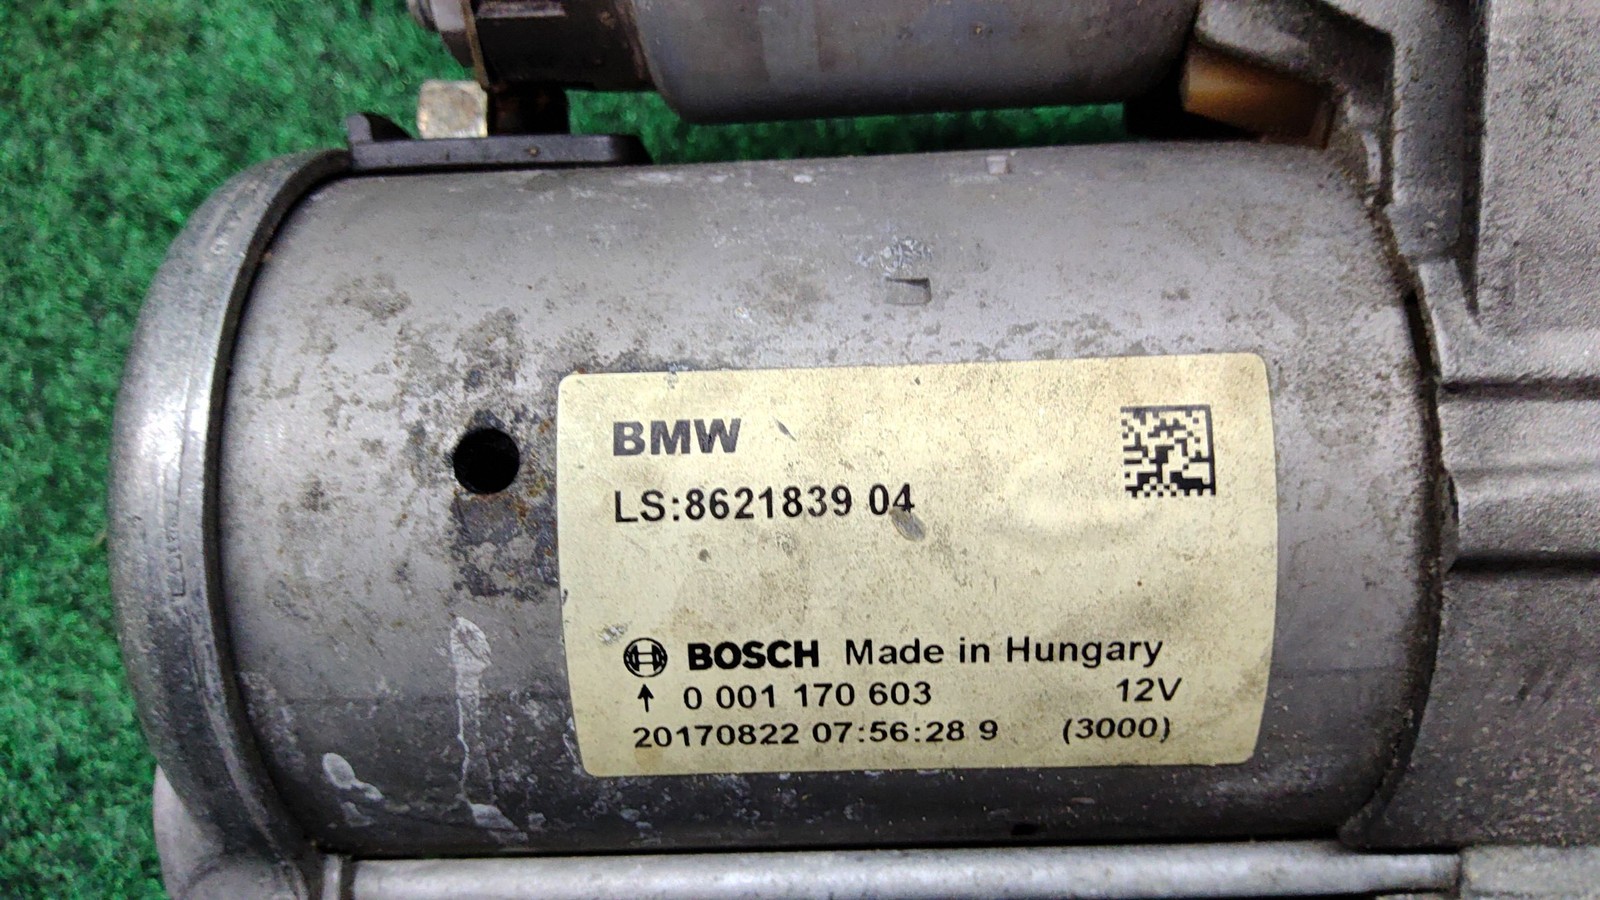 BMW
LS:8621839 04
BOSCH Made in Hungary
↑ 0 001 170 603 12V
20170822 07:56:28 9 (3000)